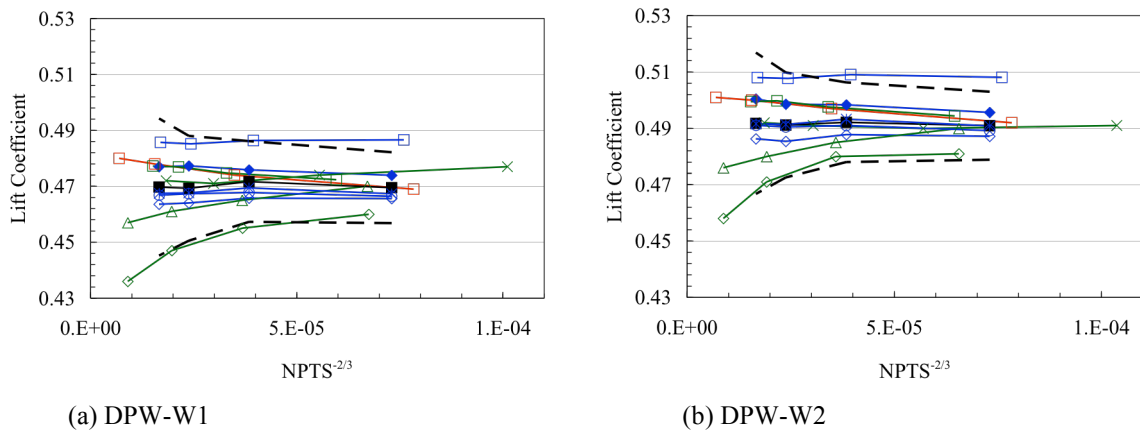 0.53
0.51
0.49
0.47
0.45
0.43
Lift Coefficient
0.E+00
5.E-05
1.E-04
NPTS-2/3
(a) DPW-W1
0.53
0.51
0.49
0.47
0.45
0.43
Lift Coefficient
0.E+00
5.E-05
1.E-04
NPTS-2/3
(b) DPW-W2